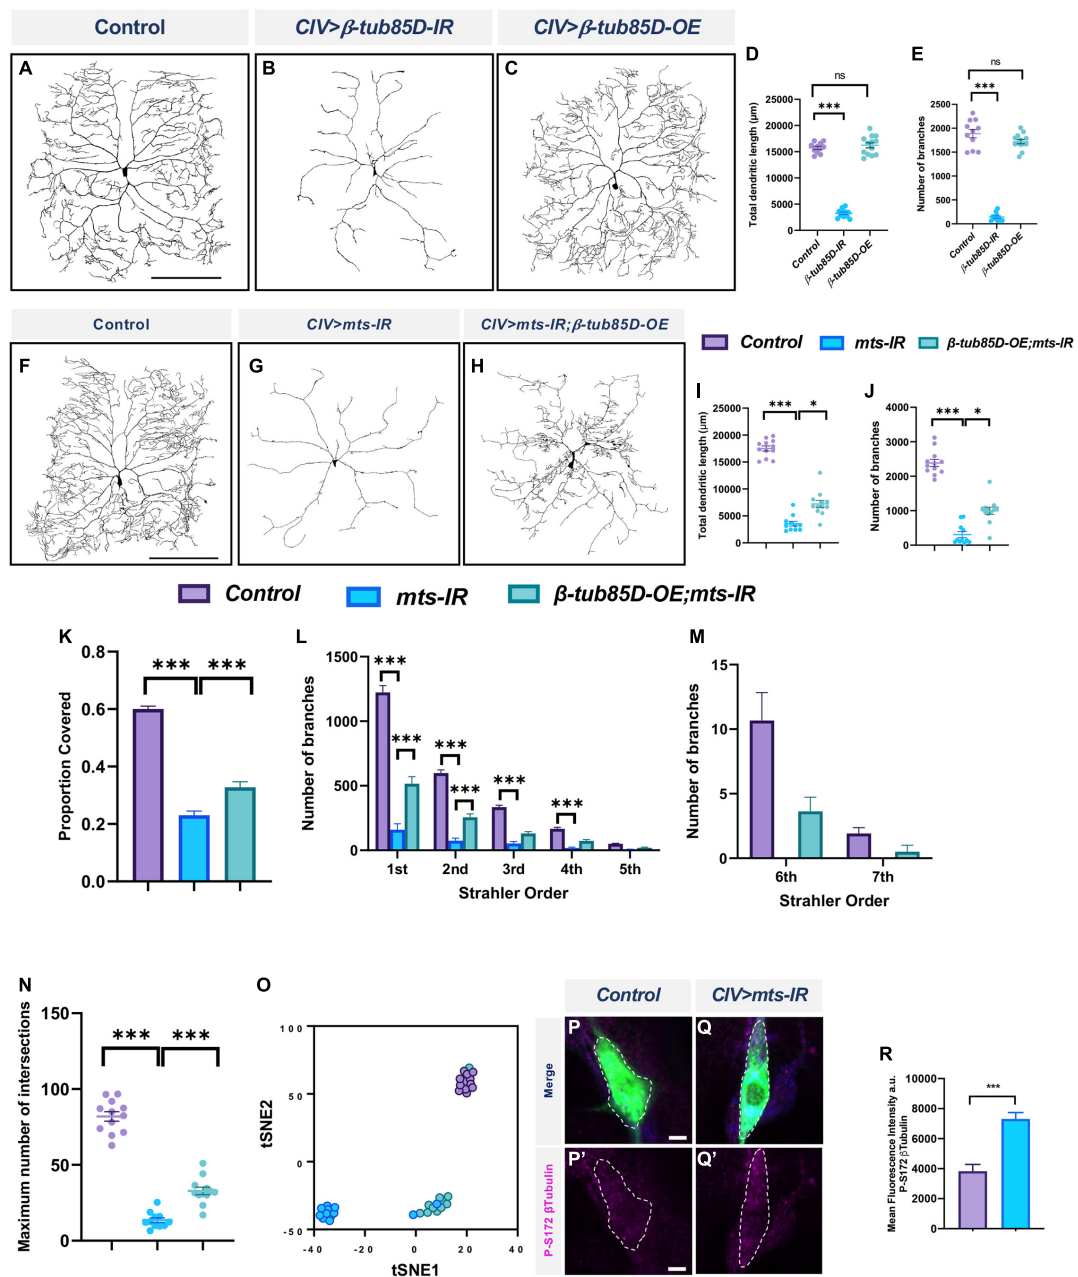 Control
CIV>β-tub85D-IR
CIV>β-tub85D-OE
A
B
C
D
ns
***
25000
20000
15000
10000
5000
0
Total dendritic length (μm)
Control
β-tub85D-IR
β-tub85D-OE
E
ns
***
2500
2000
1500
1000
500
0
Number of branches
Control
β-tub85D-IR
β-tub85D-OE
Control
CIV>mts-IR
CIV>mts-IR;β-tub85D-OE
F
G
H
Control
mts-IR
β-tub85D-OE;mts-IR
I
***
*
25000
20000
15000
10000
5000
0
Total dendritic length (μm)
J
***
*
4000
3000
2000
1000
0
Number of branches
Control
mts-IR
β-tub85D-OE;mts-IR
K
***
***
0.8
0.6
0.4
0.2
0.0
Proportion Covered
L
***
***
***
***
***
***
1500
1000
500
0
Number of branches
1st
2nd
3rd
4th
5th
Strahler Order
M
15
10
5
0
Number of branches
6th
7th
Strahler Order
N
***
***
150
100
50
0
Maximum number of intersections
O
100
50
0
-50
tSNE2
-40
-20
0
20
40
tSNE1
Control
CIV>mts-IR
Merge
P
Q
P-S172 βTubulin
P'
Q'
R
***
10000
8000
6000
4000
2000
0
Mean Fluorescence Intensity a.u.
P-S172 βTubulin